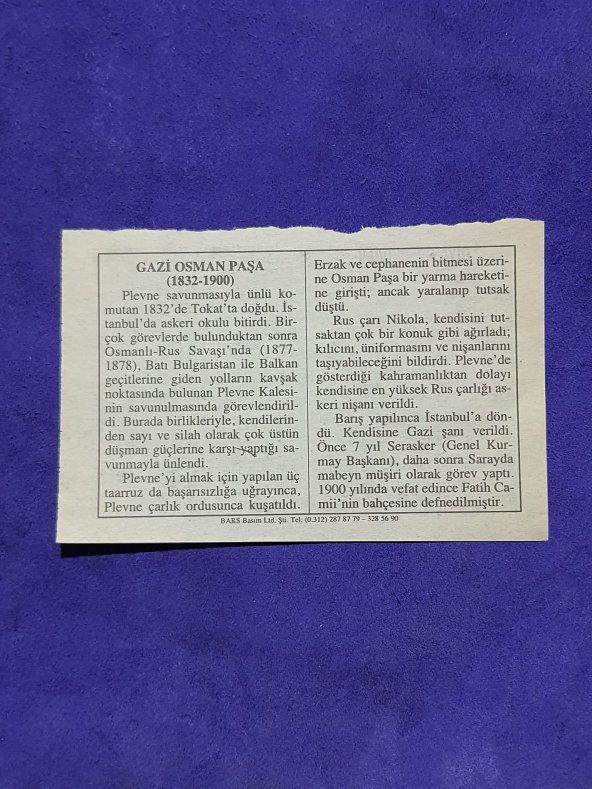 GAZİ OSMAN PAŞA
(1832-1900)
Plevne savunmasıyla ünlü ko-
mutan 1832'de Tokat'ta doğdu. İs-
tanbul'da askeri okulu bitirdi. Bir-
çok görevlerde bulunduktan sonra
Osmanlı-Rus Savaşı'nda (1877-
1878), Batı Bulgaristan ile Balkan
geçitlerine giden yolların kavşak
noktasında bulunan Plevne Kalesi-
nin savunulmasında görevlendiril-
di. Burada birlikleriyle, kendilerin-
den sayı ve silah olarak çok üstün
düşman güçlerine karşı yaptığı sa-
vunmayla ünlendi.
Plevne'yi almak için yapılan üç
taarruz da başarısızlığa uğrayınca,
Plevne çarlık ordusunca kuşatıldı.
Erzak ve cephanenin bitmesi üzeri-
ne Osman Paşa bir yarma hareketi-
ne girişti; ancak yaralanıp tutsak
düştü.
Rus çarı Nikola, kendisini tut-
saktan çok bir konuk gibi ağırladı;
kılıcını, üniformasını ve nişanlarını
taşıyabileceğini bildirdi. Plevne'de
gösterdiği kahramanlıktan dolayı
kendisine en yüksek Rus çarlığı as-
keri nişanı verildi.
Barış yapılınca İstanbul'a dön-
dü. Kendisine Gazi şanı verildi.
Önce 7 yıl Serasker (Genel Kur-
may Başkanı), daha sonra Sarayda
mabeyn müşiri olarak görev yaptı.
1900 yılında vefat edince Fatih Ca-
mii'nin bahçesine defnedilmiştir.
BARS Basım Ltd. Şti. Tel: (0.312) 287 87 79 – 328 56 90